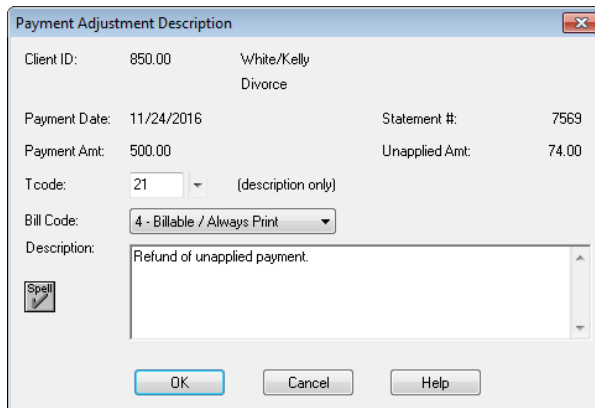 Payment Adjustment Description
Client ID: 850.00 White/Kelly
Divorce
Payment Date: 11/24/2016 Statement #: 7569
Payment Amt: 500.00 Unapplied Amt: 74.00
Tcode: 21 (description only)
Bill Code: 4 - Billable / Always Print
Description: Refund of unapplied payment.
Spell
OK Cancel Help